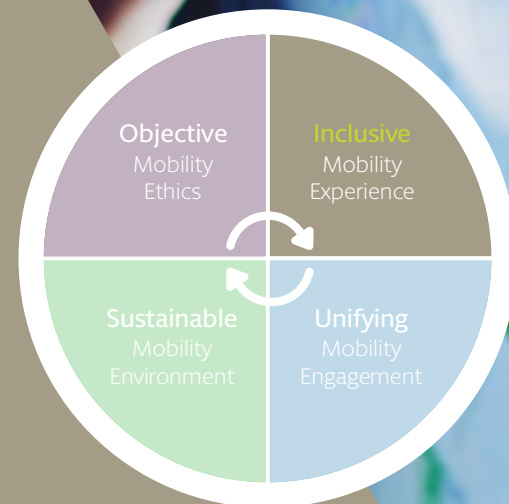 Objective
Mobility
Ethics
Inclusive
Mobility
Experience
Sustainable
Mobility
Environment
Unifying
Mobility
Engagement